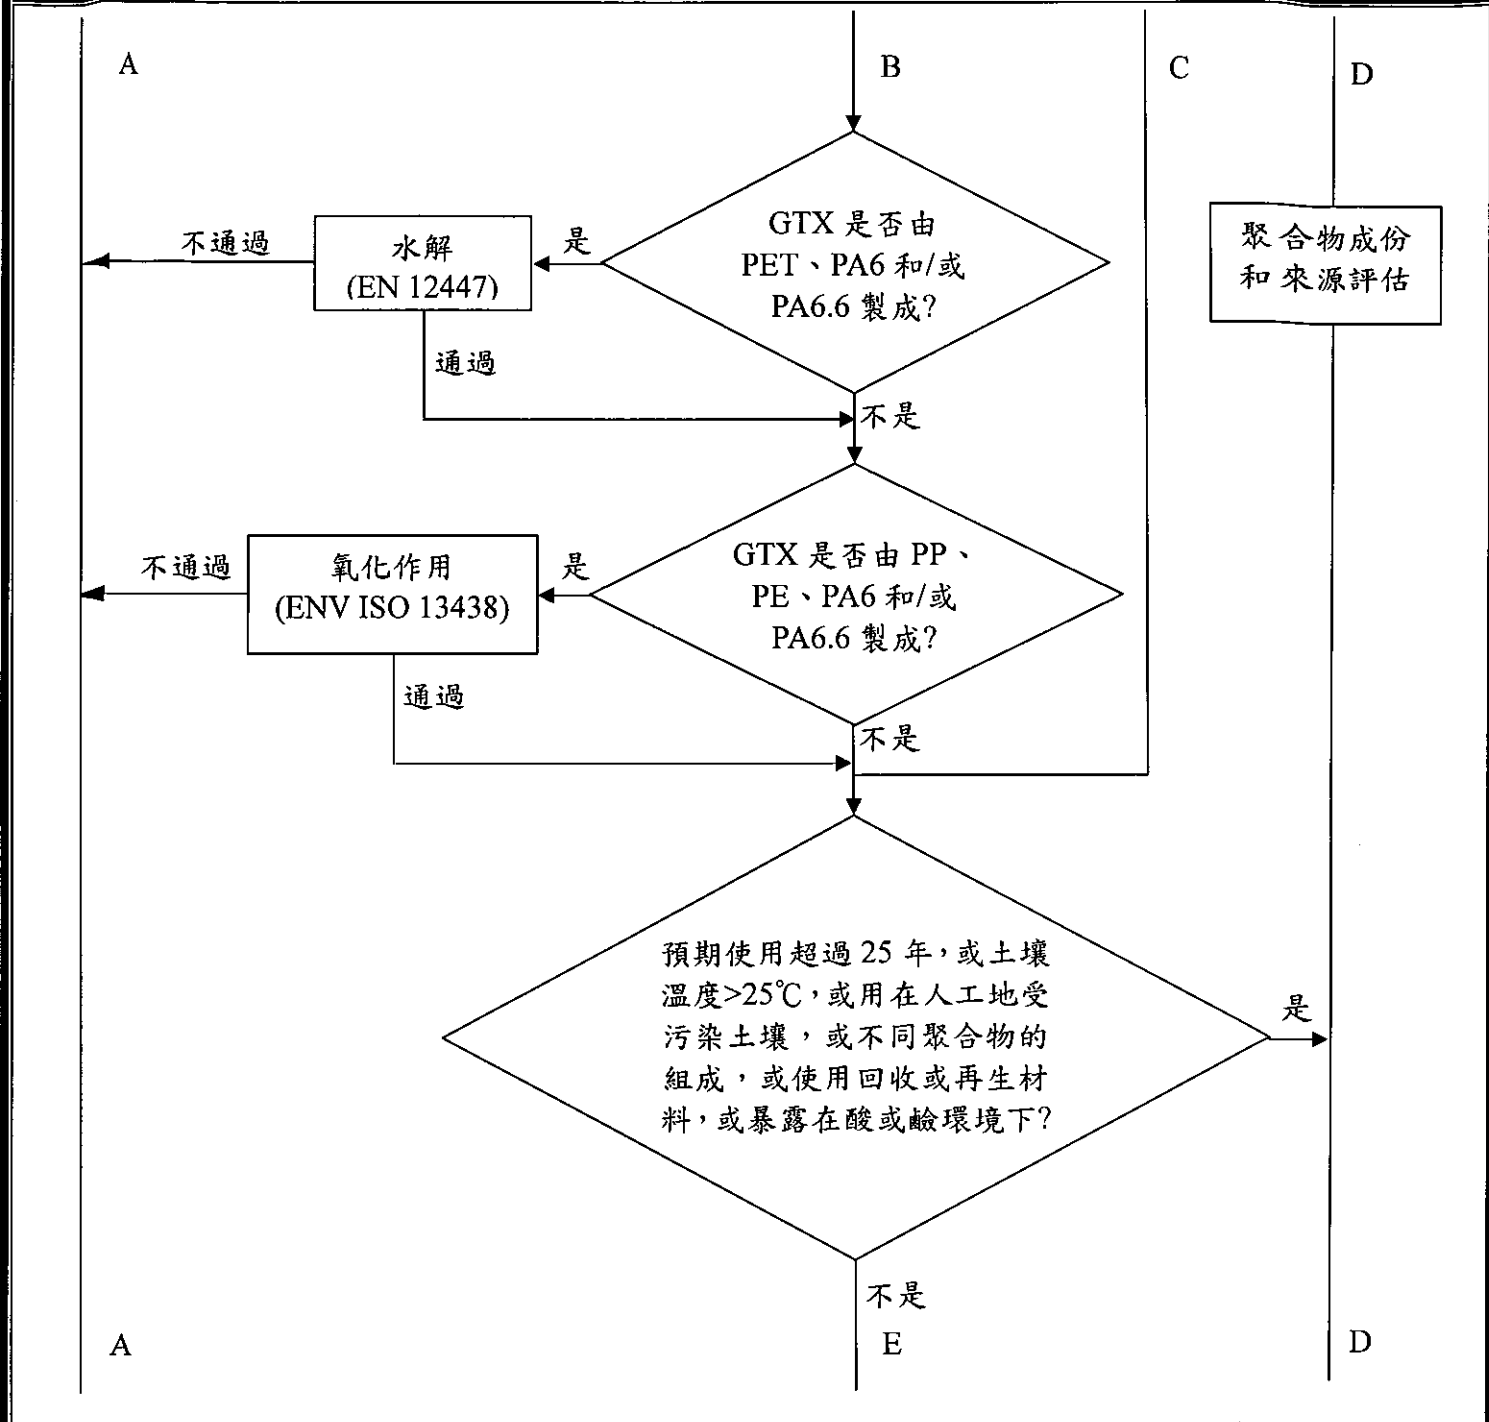 A
B
C
D
GTX 是否由
PET、PA6 和/或
PA6.6 製成?
是
水解
(EN 12447)
不通過
通過
不是
聚合物成份
和來源評估
GTX 是否由 PP、
PE、PA6 和/或
PA6.6 製成?
是
氧化作用
(ENV ISO 13438)
不通過
通過
不是
預期使用超過 25 年,或土壤
溫度>25℃,或用在人工地受
污染土壤,或不同聚合物的
組成,或使用回收或再生材
料,或暴露在酸或鹼環境下?
是
不是
A
E
D